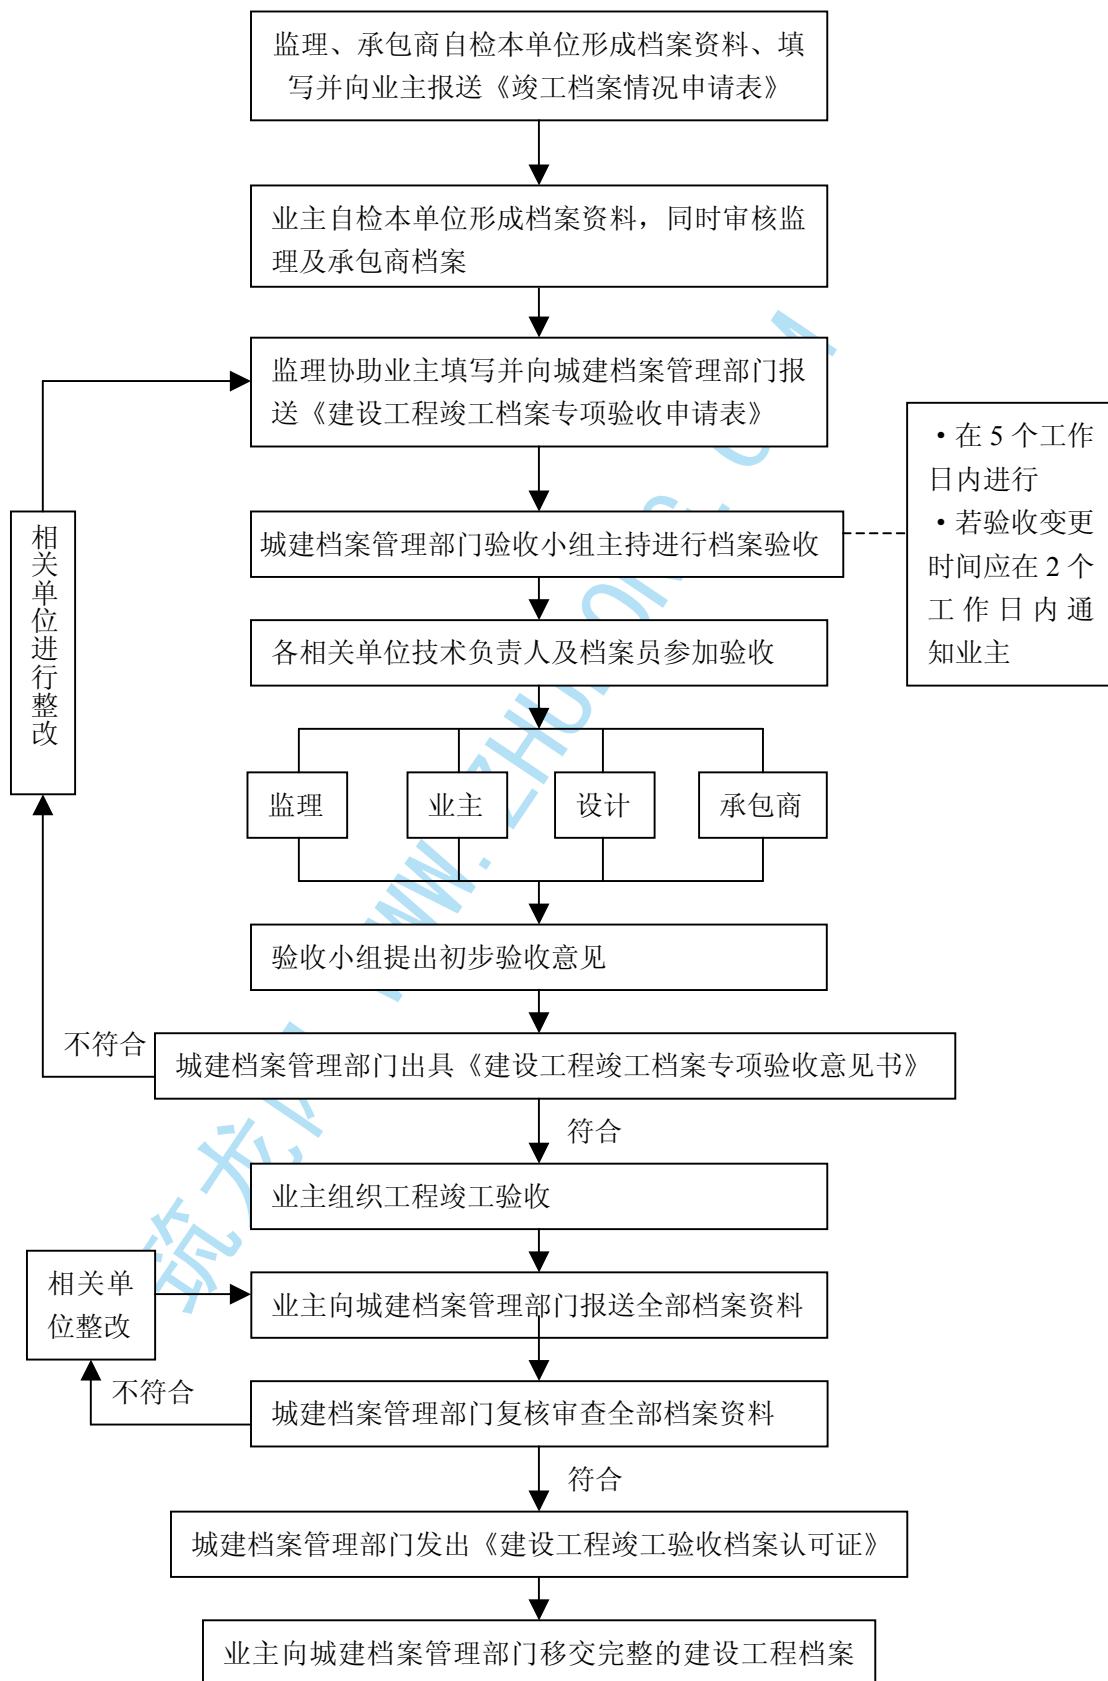 监理、承包商自检本单位形成档案资料、填
写并向业主报送《竣工档案情况申请表》
业主自检本单位形成档案资料，同时审核监
理及承包商档案
监理协助业主填写并向城建档案管理部门报
送《建设工程竣工档案专项验收申请表》
·在 5 个工作
日内进行
·若验收变更
时间应在 2 个
工作日内通
知业主
相关单位进行整改
城建档案管理部门验收小组主持进行档案验收
各相关单位技术负责人及档案员参加验收
监理
业主
设计
承包商
验收小组提出初步验收意见
不符合
城建档案管理部门出具《建设工程竣工档案专项验收意见书》
符合
业主组织工程竣工验收
相关单
位整改
业主向城建档案管理部门报送全部档案资料
不符合
城建档案管理部门复核审查全部档案资料
符合
城建档案管理部门发出《建设工程竣工验收档案认可证》
业主向城建档案管理部门移交完整的建设工程档案